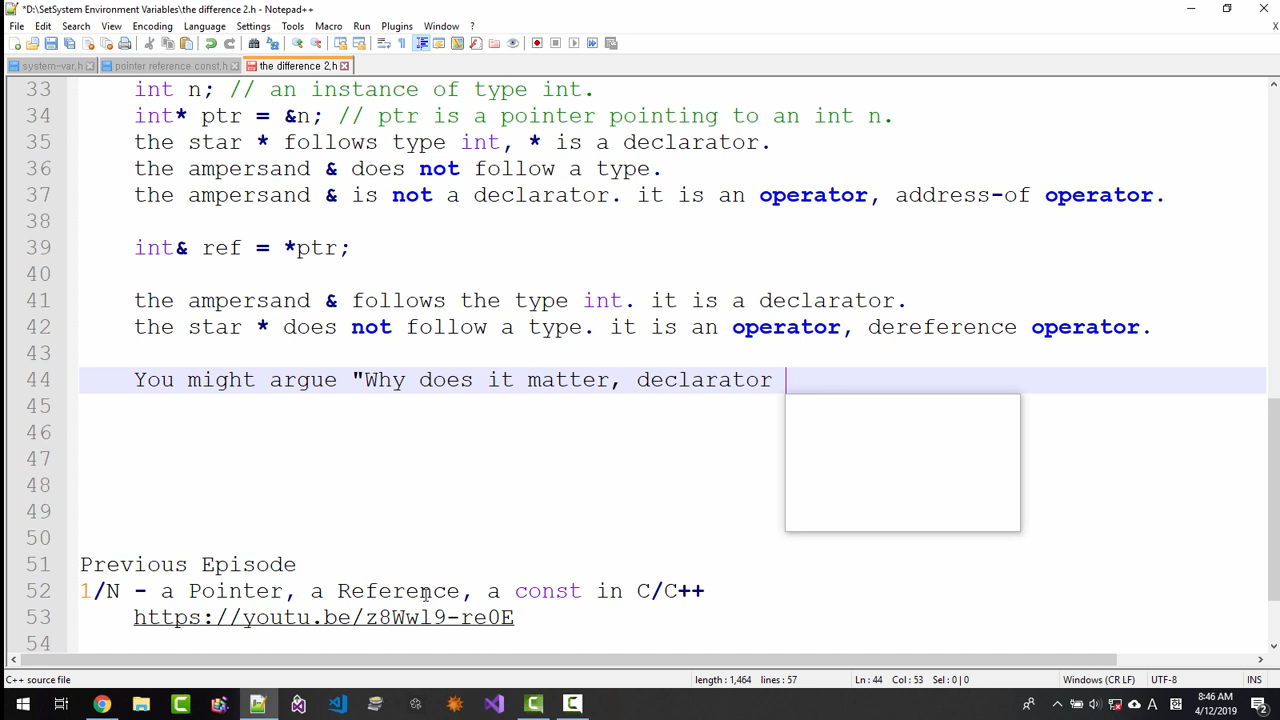 *D:\SetSystem Environment Variables\the difference 2.h - Notepad++
File Edit Search View Encoding Language Settings Tools Macro Run Plugins Window ?
X
system-var.h pointer reference const.h the difference 2.h
33 int n; // an instance of type int.
34 int* ptr = &n; // ptr is a pointer pointing to an int n.
35 the star * follows type int, * is a declarator.
36 the ampersand & does not follow a type.
37 the ampersand & is not a declarator. it is an operator, address-of operator.
38
39 int& ref = *ptr;
40
41 the ampersand & follows the type int. it is a declarator.
42 the star * does not follow a type. it is an operator, dereference operator.
43
44 You might argue "Why does it matter, declarator
45
46
47
48
49
50
51 Previous Episode
52 1/N - a Pointer, a Reference, a const in C/C++
53 https://youtu.be/z8Wwl9-re0E
54
C++ source file length : 1,464 lines : 57 Ln : 44 Col : 53 Sel : 0 | 0 Windows (CR LF) UTF-8 INS
A 8:46 AM
4/12/2019